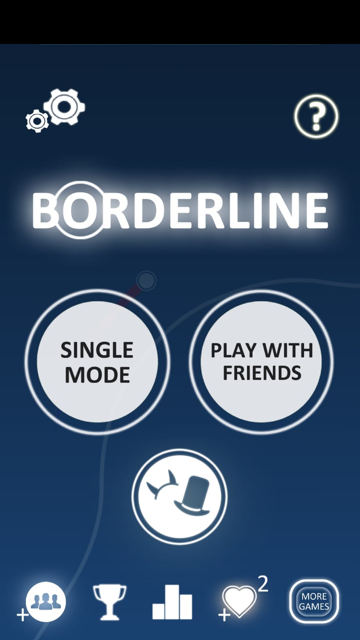 ?
BORDERLINE
SINGLE
MODE
PLAY WITH
FRIENDS
+
+
2
MORE
GAMES